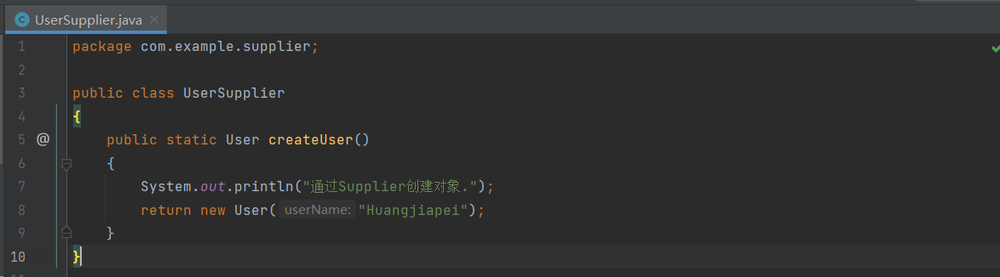 UserSupplier.java
1 package com.example.supplier;
2
3 public class UserSupplier
4 {
5 @ public static User createUser()
6 {
7 System.out.println("通过Supplier创建对象.");
8 return new User( userName: "Huangjiapei");
9 }
10 }